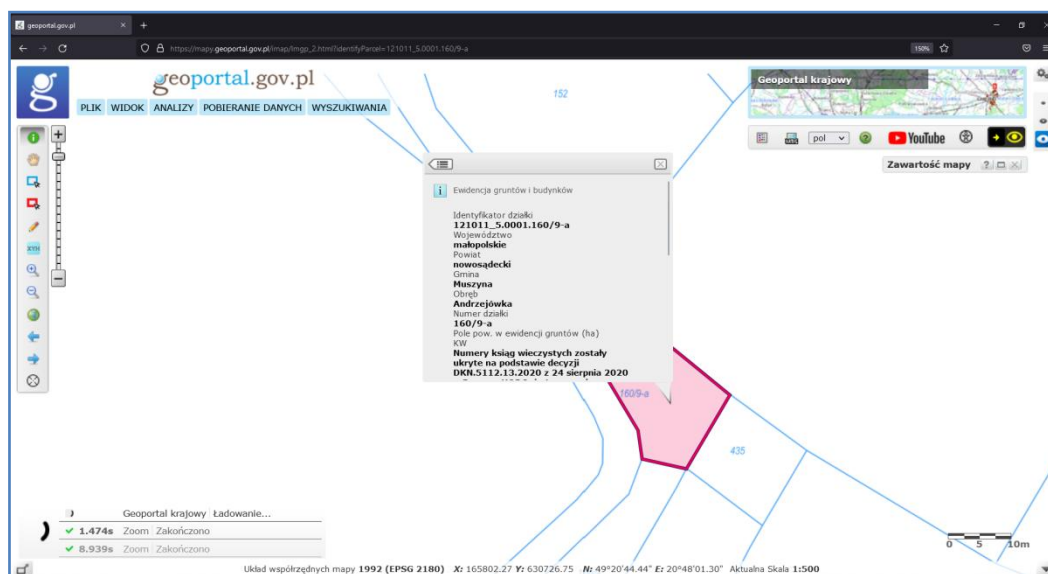 geoportal.gov.pl
https://mapy.geoportal.gov.pl/imap/Imgp_2.html?identifyParcel=121011_5.0001.160/9-a
150%
geoportal.gov.pl
PLIK WIDOK ANALIZY POBIERANIE DANYCH WYSZUKIWANIA
Geoportal krajowy
pol
YouTube
Zawartość mapy
XYH
152
Ewidencja gruntów i budynków
Identyfikator działki
121011_5.0001.160/9-a
Województwo
małopolskie
Powiat
nowosądecki
Gmina
Muszyna
Obręb
Andrzejówka
Numer działki
160/9-a
Pole pow. w ewidencji gruntów (ha)
KW
Numery ksiąg wieczystych zostały
ukryte na podstawie decyzji
DKN.5112.13.2020 z 24 sierpnia 2020
160/9-a
435
Geoportal krajowy Ładowanie...
1.474s Zoom Zakończono
8.939s Zoom Zakończono
0 5 10m
Układ współrzędnych mapy 1992 (EPSG 2180) X: 165802.27 Y: 630726.75 N: 49°20'44.44" E: 20°48'01.30" Aktualna Skala 1:500